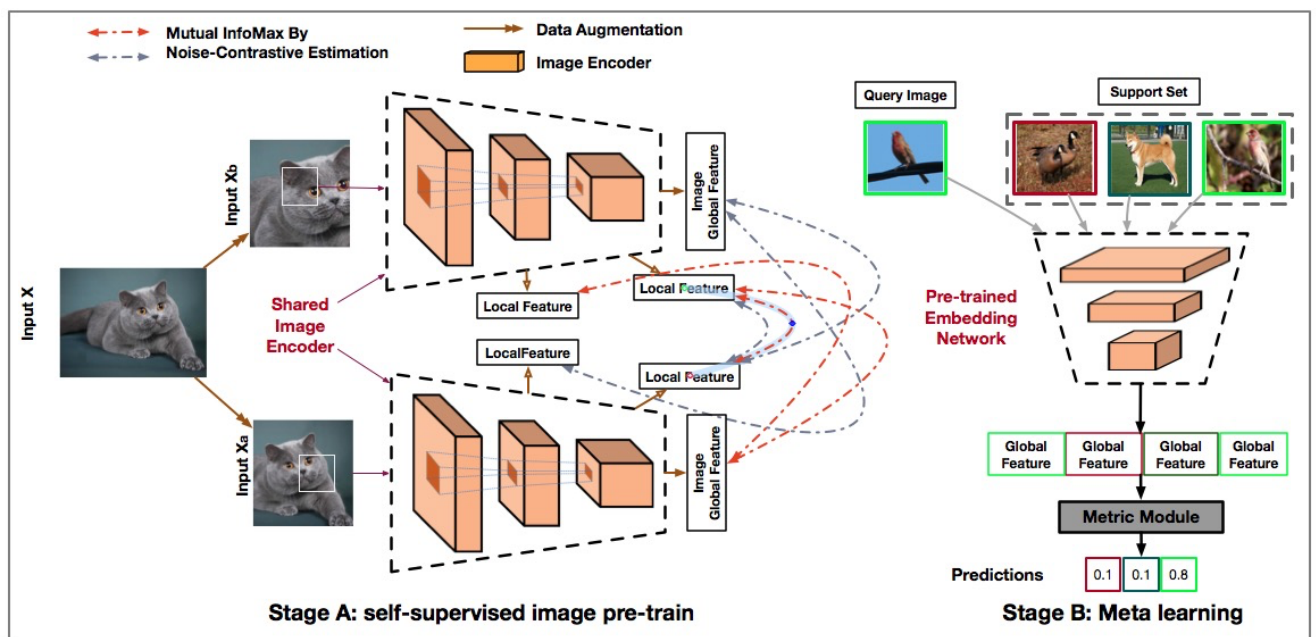 Mutual InfoMax By
Noise-Contrastive Estimation
Data Augmentation
Image Encoder
Input X
Input Xb
Input Xa
Shared
Image
Encoder
Image
Global Feature
Local Feature
Local Feature
LocalFeature
Local Feature
Image
Global Feature
Stage A: self-supervised image pre-train
Query Image
Support Set
Pre-trained
Embedding
Network
Global
Feature
Global
Feature
Global
Feature
Global
Feature
Metric Module
Predictions
0.1
0.1
0.8
Stage B: Meta learning